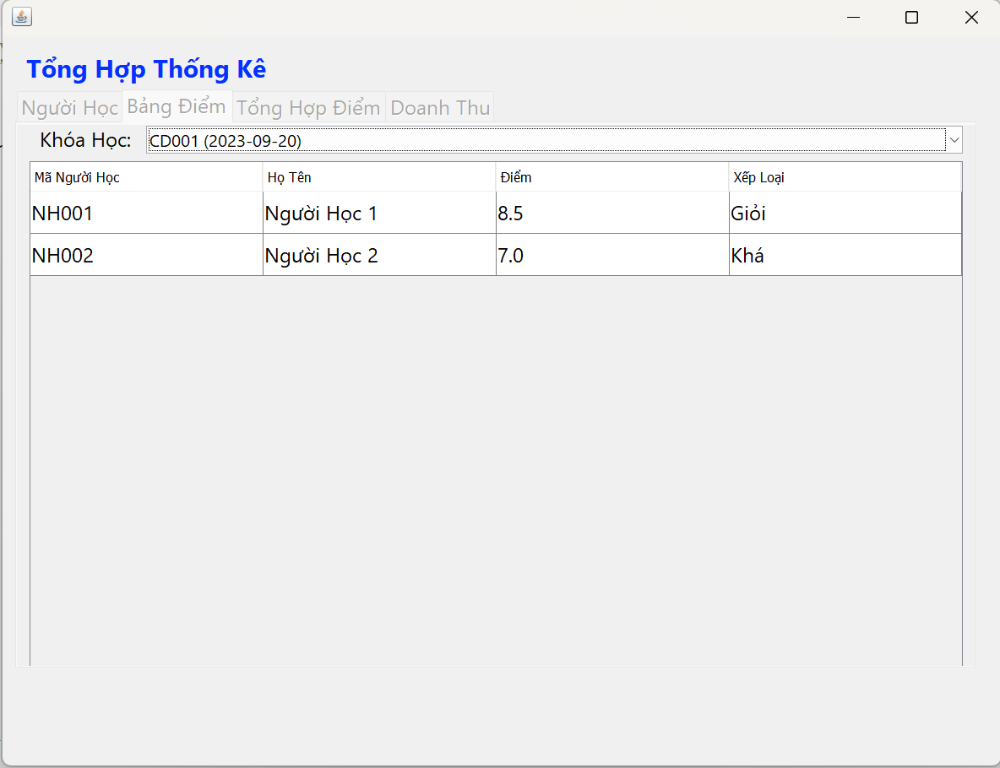 Tổng Hợp Thống Kê
Người Học Bảng Điểm Tổng Hợp Điểm Doanh Thu
Khóa Học: CD001 (2023-09-20)
Mã Người Học Họ Tên Điểm Xếp Loại
NH001 Người Học 1 8.5 Giỏi
NH002 Người Học 2 7.0 Khá